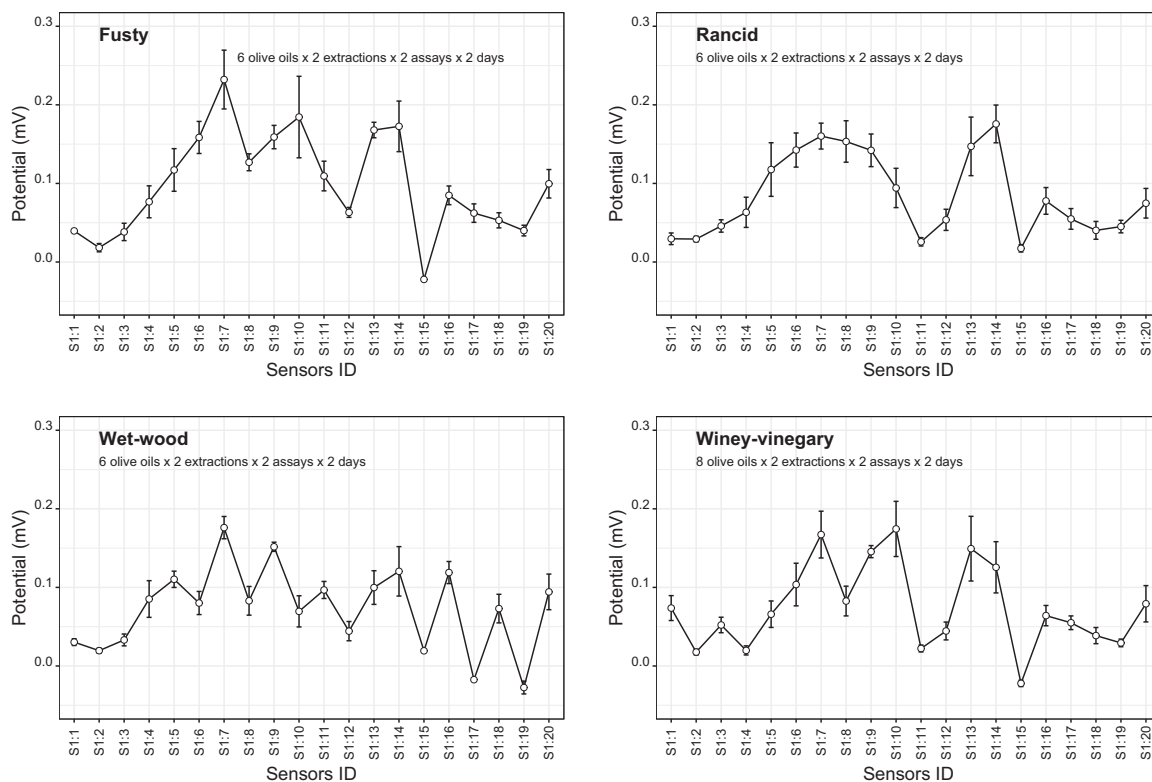 Fusty
6 olive oils x 2 extractions x 2 assays x 2 days
0.3
0.2
0.1
0.0
Potential (mV)
S1:1
S1:2
S1:3
S1:4
S1:5
S1:6
S1:7
S1:8
S1:9
S1:10
S1:11
S1:12
S1:13
S1:14
S1:15
S1:16
S1:17
S1:18
S1:19
S1:20
Sensors ID
Rancid
6 olive oils x 2 extractions x 2 assays x 2 days
0.3
0.2
0.1
0.0
Potential (mV)
S1:1
S1:2
S1:3
S1:4
S1:5
S1:6
S1:7
S1:8
S1:9
S1:10
S1:11
S1:12
S1:13
S1:14
S1:15
S1:16
S1:17
S1:18
S1:19
S1:20
Sensors ID
Wet-wood
6 olive oils x 2 extractions x 2 assays x 2 days
0.3
0.2
0.1
0.0
Potential (mV)
S1:1
S1:2
S1:3
S1:4
S1:5
S1:6
S1:7
S1:8
S1:9
S1:10
S1:11
S1:12
S1:13
S1:14
S1:15
S1:16
S1:17
S1:18
S1:19
S1:20
Sensors ID
Winey-vinegary
8 olive oils x 2 extractions x 2 assays x 2 days
0.3
0.2
0.1
0.0
Potential (mV)
S1:1
S1:2
S1:3
S1:4
S1:5
S1:6
S1:7
S1:8
S1:9
S1:10
S1:11
S1:12
S1:13
S1:14
S1:15
S1:16
S1:17
S1:18
S1:19
S1:20
Sensors ID